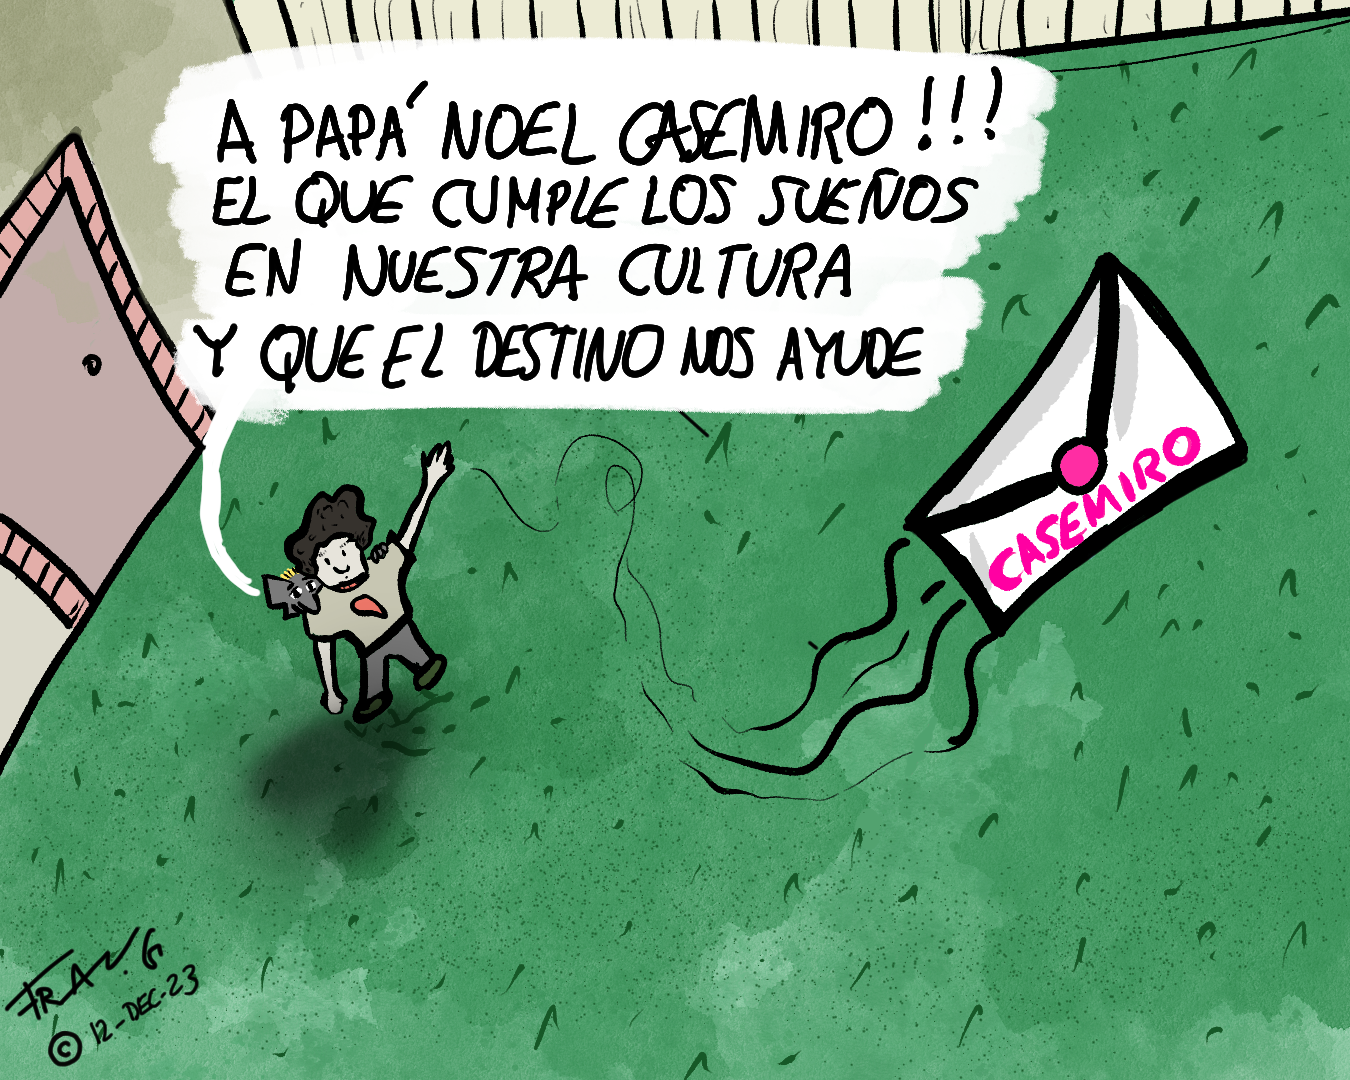 A PAPÁ NOEL CASEMIRO!!!
EL QUE CUMPLE LOS SUEÑOS
EN NUESTRA CULTURA
Y QUE EL DESTINO NOS AYUDE
CASEMIRO
FRAN.G
© 12-DEC-23